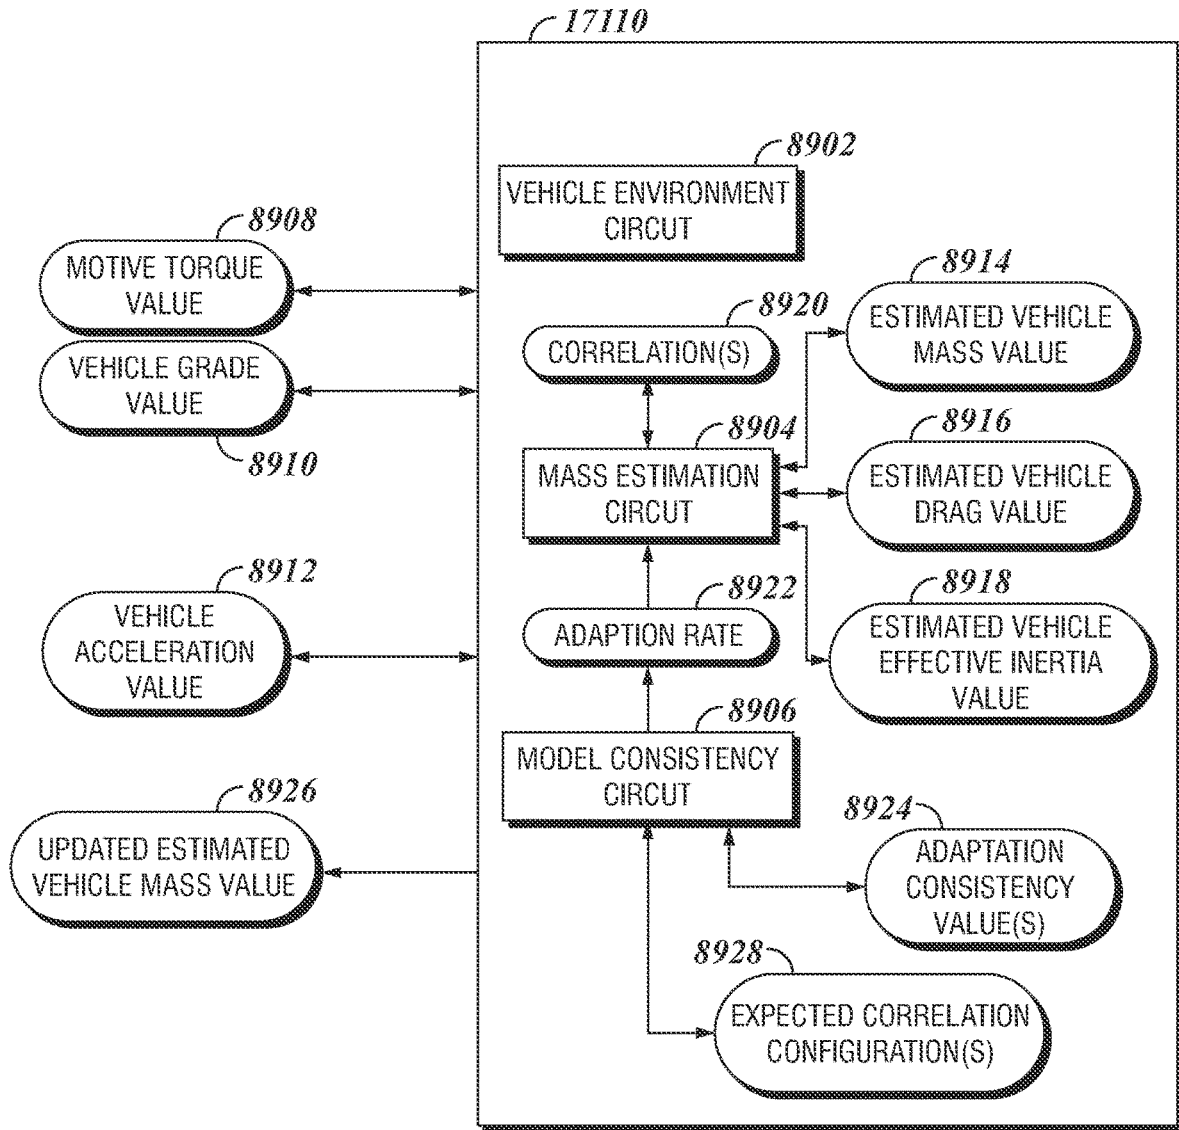 17110
8902
VEHICLE ENVIRONMENT
CIRCUT
8908
MOTIVE TORQUE
VALUE
VEHICLE GRADE
VALUE
8910
8920
CORRELATION(S)
8914
ESTIMATED VEHICLE
MASS VALUE
8904
MASS ESTIMATION
CIRCUT
8916
ESTIMATED VEHICLE
DRAG VALUE
8912
VEHICLE
ACCELERATION
VALUE
8922
ADAPTION RATE
8918
ESTIMATED VEHICLE
EFFECTIVE INERTIA
VALUE
8906
MODEL CONSISTENCY
CIRCUT
8926
UPDATED ESTIMATED
VEHICLE MASS VALUE
8924
ADAPTATION
CONSISTENCY
VALUE(S)
8928
EXPECTED CORRELATION
CONFIGURATION(S)